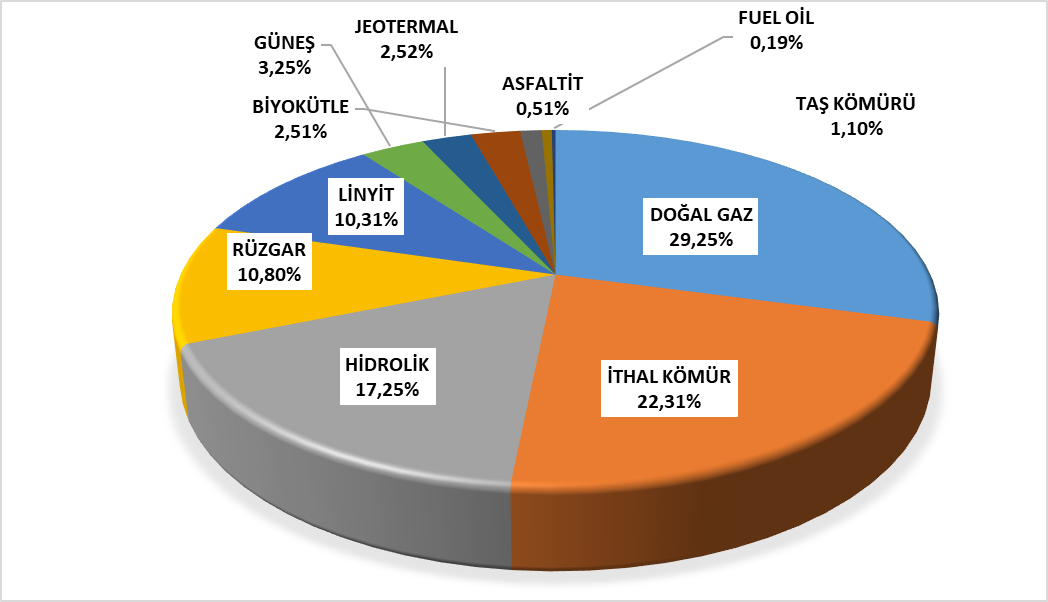 FUEL OİL
0,19%
JEOTERMAL
2,52%
GÜNEŞ
3,25%
ASFALTİT
0,51%
BİYOKÜTLE
2,51%
TAŞ KÖMÜRÜ
1,10%
LİNYİT
10,31%
DOĞAL GAZ
29,25%
RÜZGAR
10,80%
HİDROLİK
17,25%
İTHAL KÖMÜR
22,31%